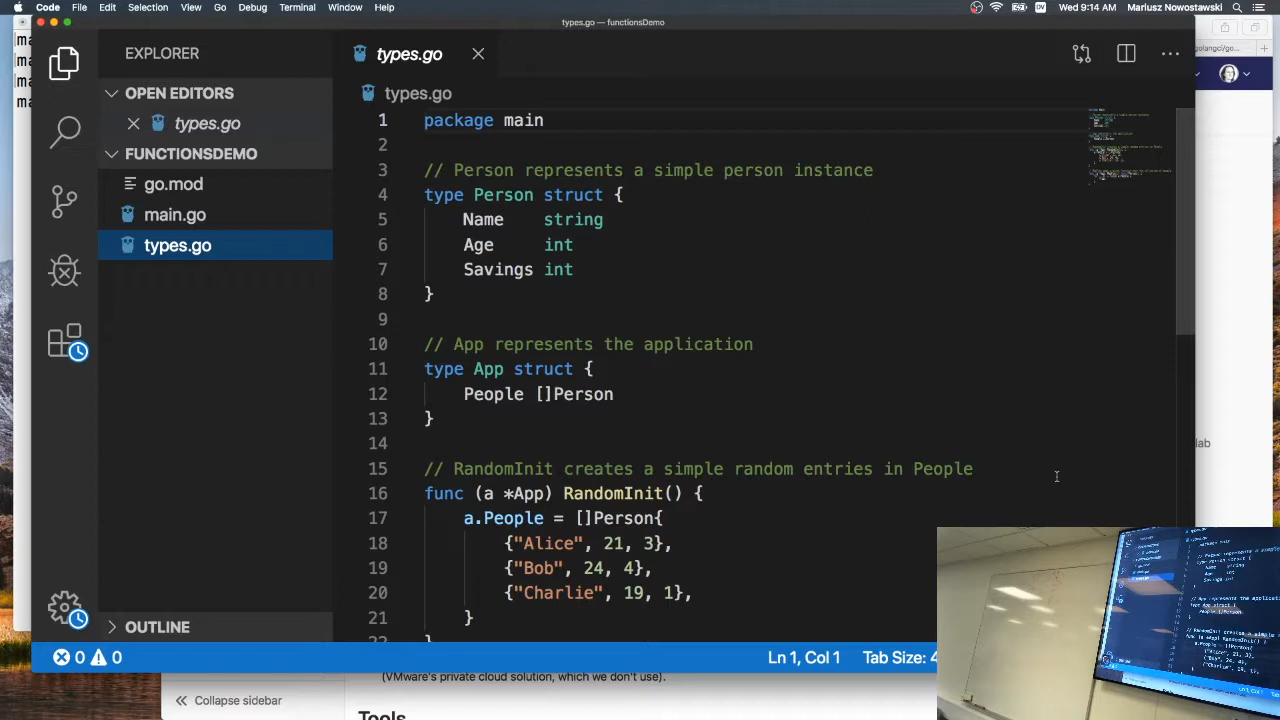 Code File Edit Selection View Go Debug Terminal Window Help DV Wed 9:14 AM Mariusz Nowostawski
types.go — functionsDemo
EXPLORER
OPEN EDITORS
types.go
FUNCTIONSDEMO
go.mod
main.go
types.go
OUTLINE
types.go
types.go
1 package main
2
3 // Person represents a simple person instance
4 type Person struct {
5 Name string
6 Age int
7 Savings int
8 }
9
10 // App represents the application
11 type App struct {
12 People []Person
13 }
14
15 // RandomInit creates a simple random entries in People
16 func (a *App) RandomInit() {
17 a.People = []Person{
18 {"Alice", 21, 3},
19 {"Bob", 24, 4},
20 {"Charlie", 19, 1},
21 }
22 }
0 0 Ln 1, Col 1 Tab Size: 4
golangci/go...
lab
Collapse sidebar
(VMware's private cloud solution, which we don't use).
Tools